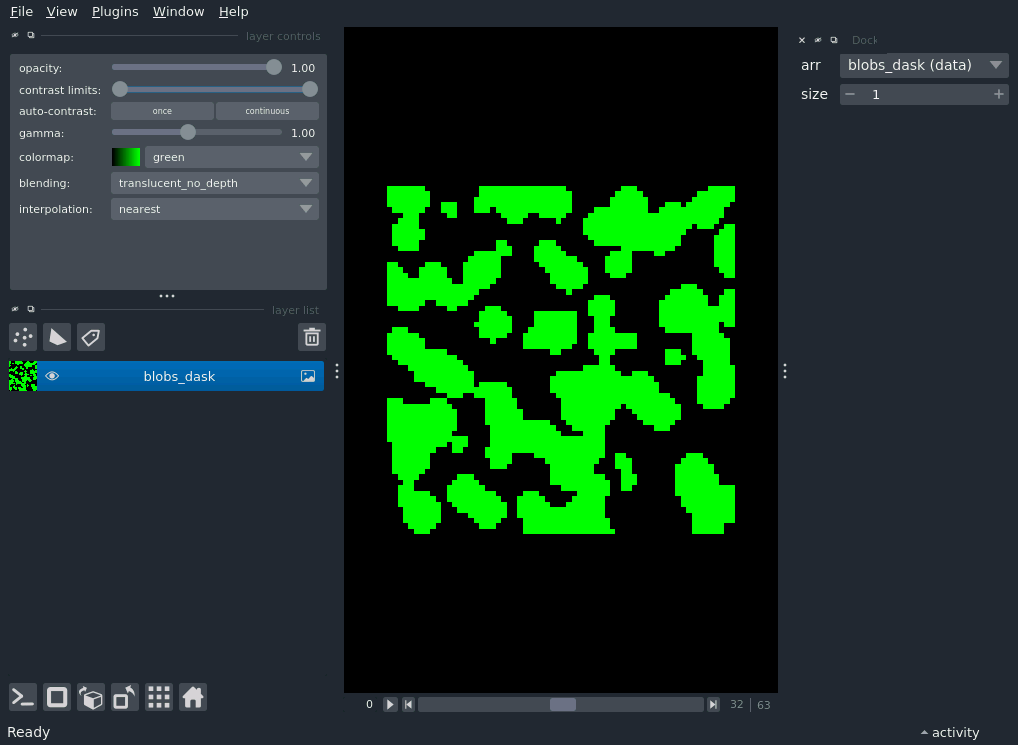 File View Plugins Window Help
layer controls
opacity: 1.00
contrast limits:
auto-contrast: once continuous
gamma: 1.00
colormap: green
blending: translucent_no_depth
interpolation: nearest
layer list
blobs_dask
Dock
arr blobs_dask (data)
size 1
0 32 63
Ready
activity